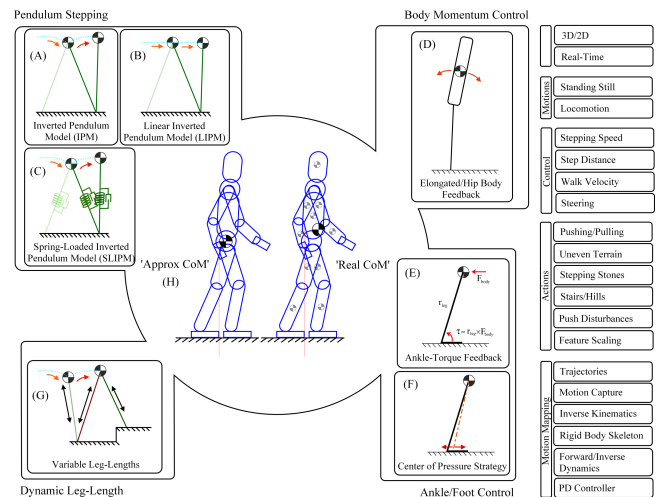 Pendulum Stepping
(A)
Inverted Pendulum
Model (IPM)
(B)
Linear Inverted
Pendulum Model (LIPM)
(C)
Spring-Loaded Inverted
Pendulum Model (SLIPM)
Body Momentum Control
(D)
Elongated/Hip Body
Feedback
'Approx CoM'
(H)
'Real CoM'
(E)
F_body
r_leg
τ = r_leg×F_body
Ankle-Torque Feedback
(F)
Center of Pressure Strategy
Ankle/Foot Control
(G)
Variable Leg-Lengths
Dynamic Leg-Length
3D/2D
Real-Time
Motions
Standing Still
Locomotion
Control
Stepping Speed
Step Distance
Walk Velocity
Steering
Actions
Pushing/Pulling
Uneven Terrain
Stepping Stones
Stairs/Hills
Push Disturbances
Feature Scaling
Motion Mapping
Trajectories
Motion Capture
Inverse Kinematics
Rigid Body Skeleton
Forward/Inverse
Dynamics
PD Controller